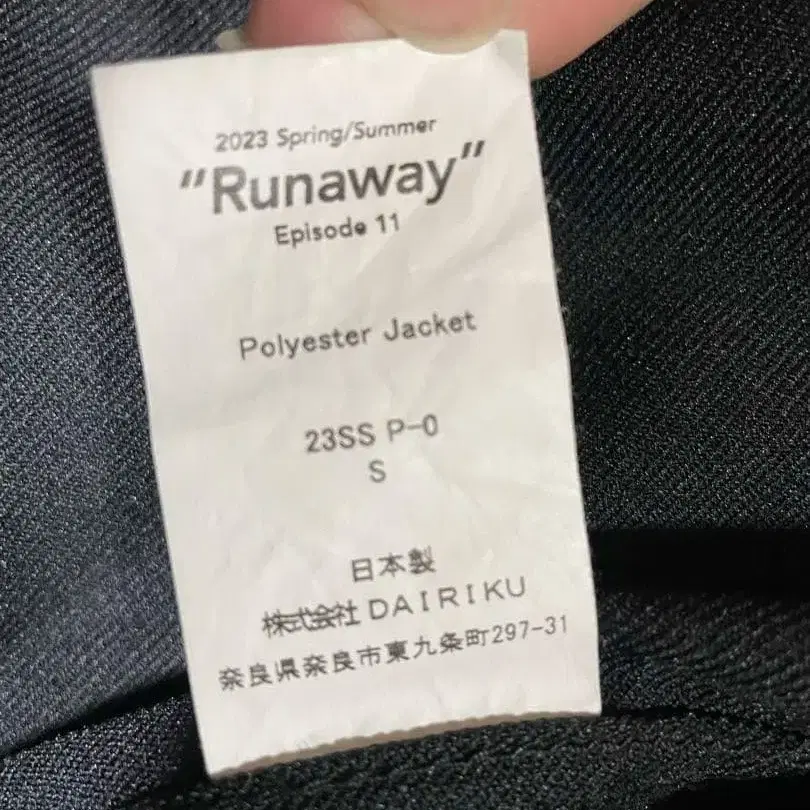 2023 Spring/Summer
"Runaway"
Episode 11
Polyester Jacket
23SS P-0
S
日本製
株式会社 DAIRIKU
奈良県奈良市東九条町297-31